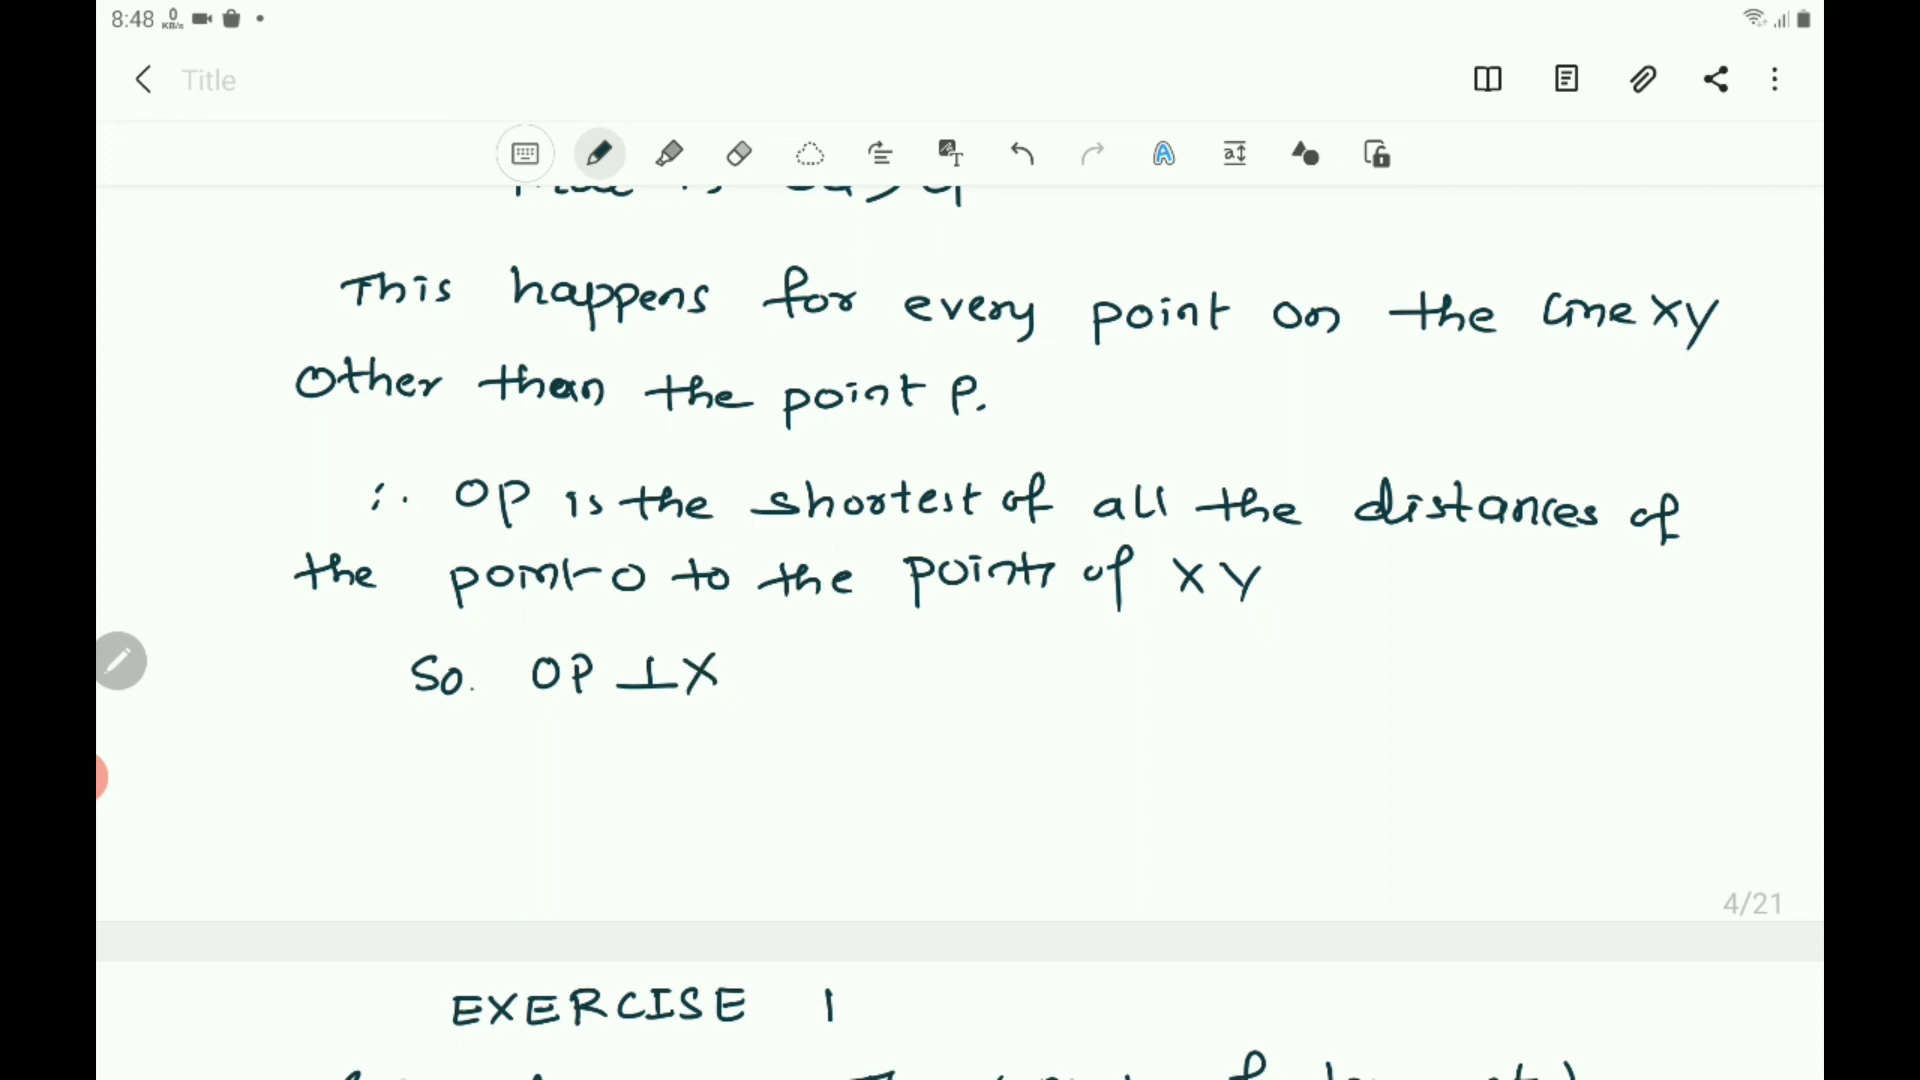 8:48 0 KB/s
Title
This happens for every point on the line XY
other than the point P.
∴ OP is the shortest of all the distances of
the point O to the points of XY
So. OP ⊥ X
4/21
EXERCISE 1